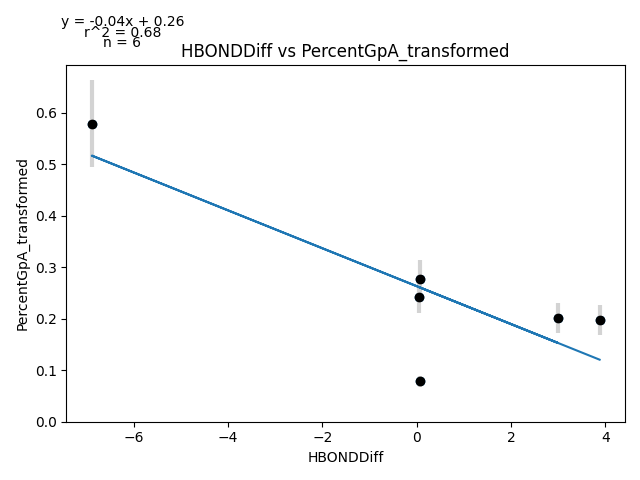 y = -0.04x + 0.26
r^2 = 0.68
n = 6
HBONDDiff vs PercentGpA_transformed
PercentGpA_transformed
0.6
0.5
0.4
0.3
0.2
0.1
0.0
−6
−4
−2
0
2
4
HBONDDiff